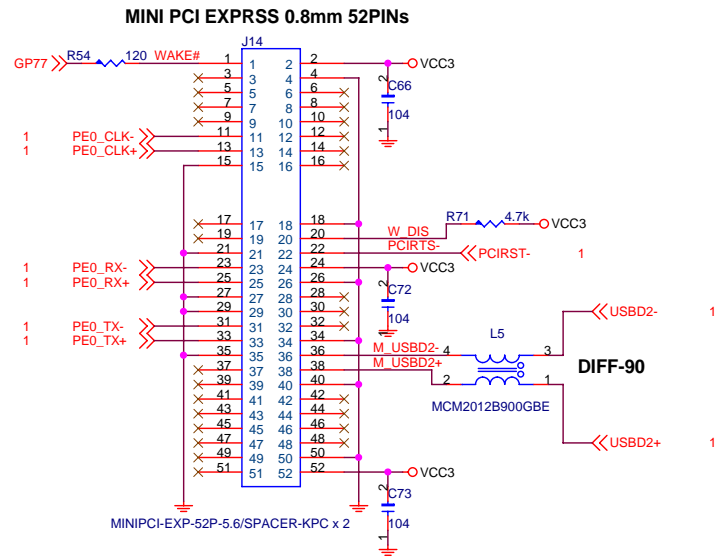 MINI PCI EXPRSS 0.8mm 52PINs
J14
GP77 R54 120 WAKE# 1 1 2 2 VCC3
3 3 4 4
5 5 6 6 2 C66
7 7 8 8
9 9 10 10 104
1 PE0_CLK- 11 11 12 12 1
1 PE0_CLK+ 13 13 14 14
15 15 16 16
17 17 18 18 R71 4.7k VCC3
19 19 20 20 W_DIS
21 21 22 22 PCIRTS- PCIRST- 1
1 PE0_RX- 23 23 24 24 VCC3
1 PE0_RX+ 25 25 26 26 2 C72
27 27 28 28
29 29 30 30 104 USBD2- 1
1 PE0_TX- 31 31 32 32 1
1 PE0_TX+ 33 33 34 34 L5
35 35 36 36 M_USBD2- 4 3
37 37 38 38 M_USBD2+ 2 1 DIFF-90
39 39 40 40
41 41 42 42 MCM2012B900GBE
43 43 44 44
45 45 46 46 USBD2+ 1
47 47 48 48
49 49 50 50
51 51 52 52 VCC3
2 C73
MINIPCI-EXP-52P-5.6/SPACER-KPC x 2 104
1